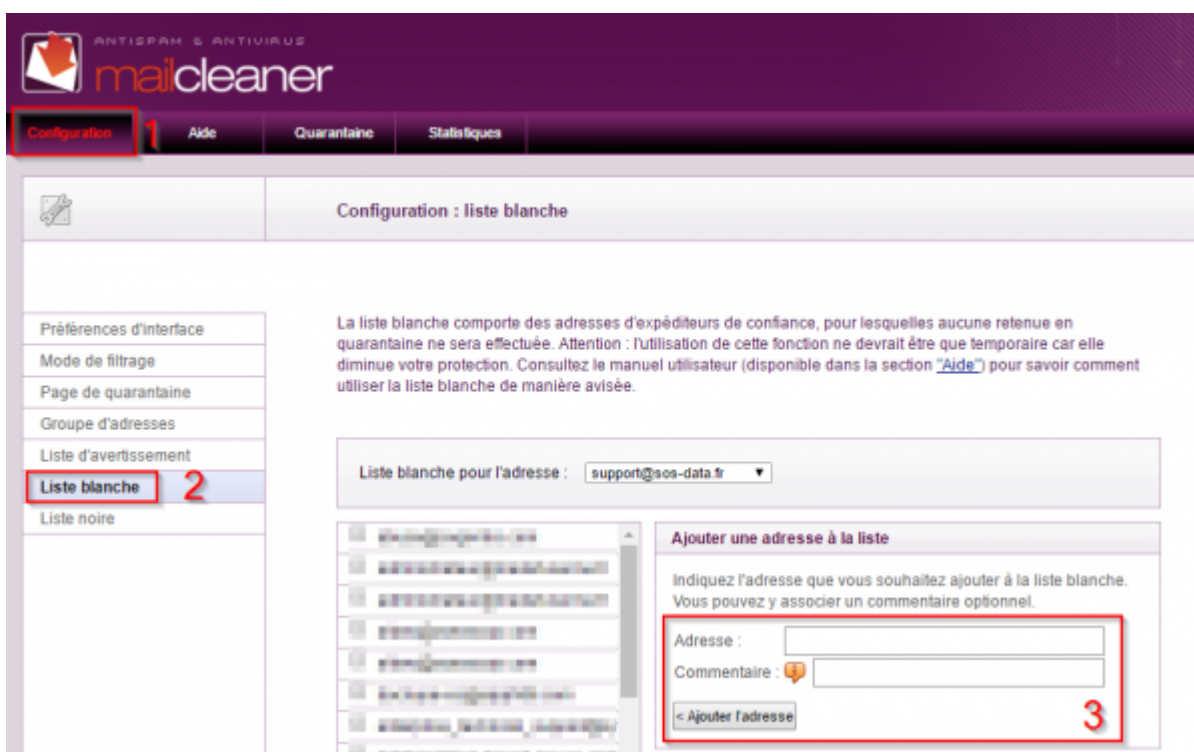 ANTISPAM & ANTIVIRUS
mailcleaner
Configuration 1 Aide Quarantaine Statistiques
Configuration : liste blanche
Préférences d'interface
Mode de filtrage
Page de quarantaine
Groupe d'adresses
Liste d'avertissement
Liste blanche 2
Liste noire
La liste blanche comporte des adresses d'expéditeurs de confiance, pour lesquelles aucune retenue en
quarantaine ne sera effectuée. Attention : l'utilisation de cette fonction ne devrait être que temporaire car elle
diminue votre protection. Consultez le manuel utilisateur (disponible dans la section "Aide") pour savoir comment
utiliser la liste blanche de manière avisée.
Liste blanche pour l'adresse : support@sos-data.fr
Ajouter une adresse à la liste
Indiquez l'adresse que vous souhaitez ajouter à la liste blanche.
Vous pouvez y associer un commentaire optionnel.
Adresse :
Commentaire :
< Ajouter l'adresse
3